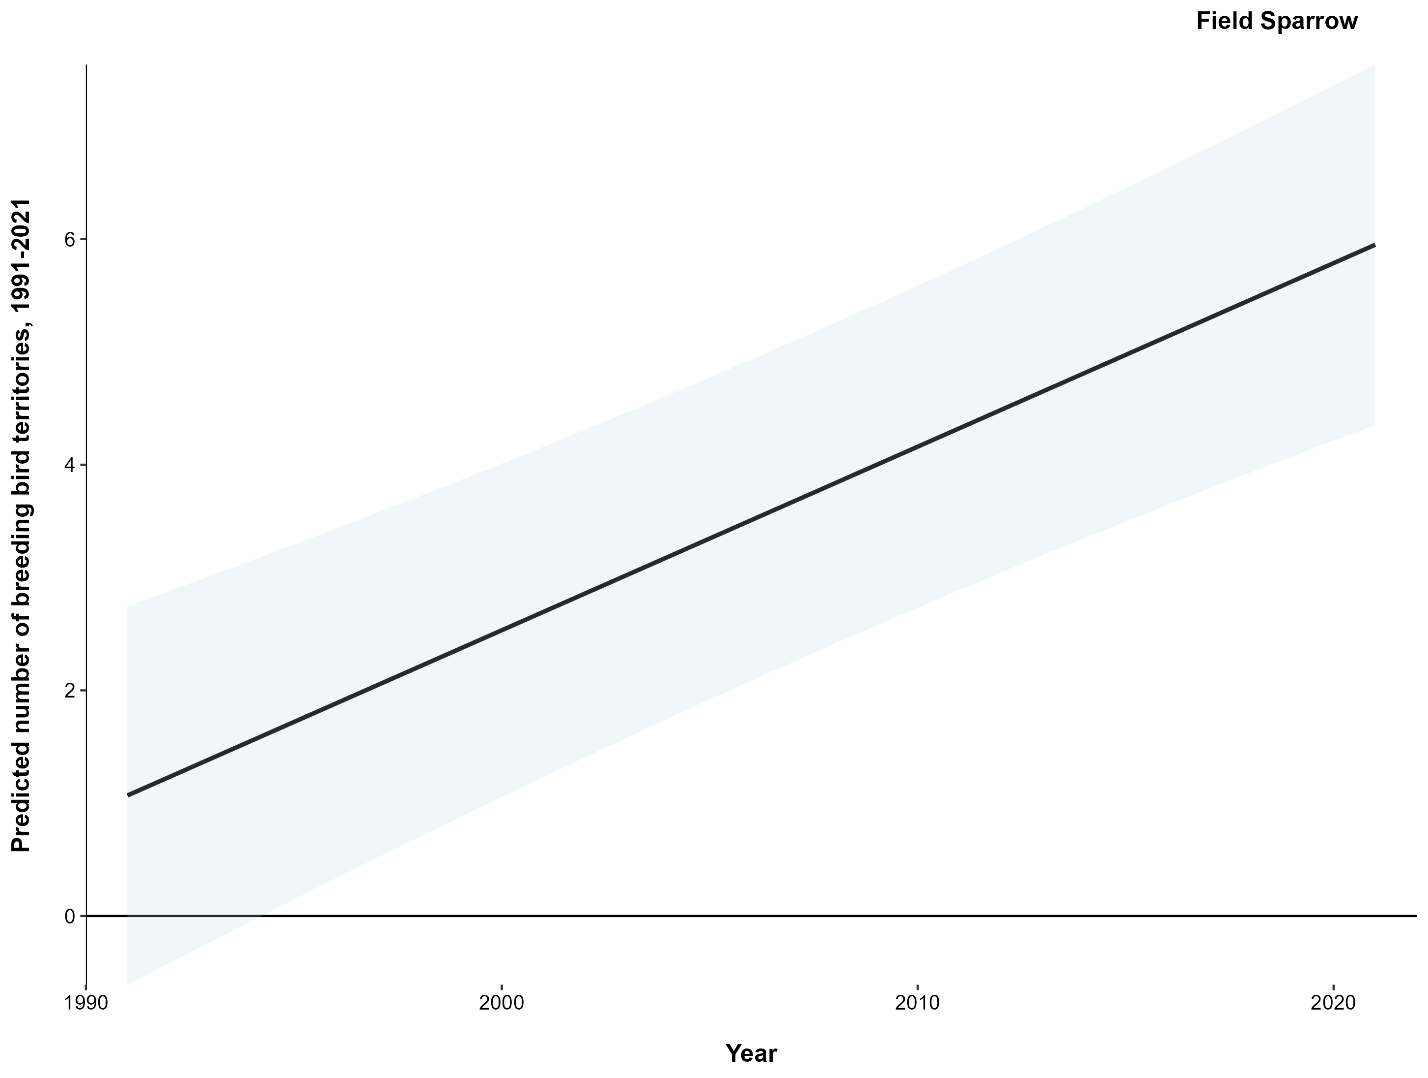 Field Sparrow
Predicted number of breeding bird territories, 1991-2021
6
4
2
0
1990
2000
2010
2020
Year